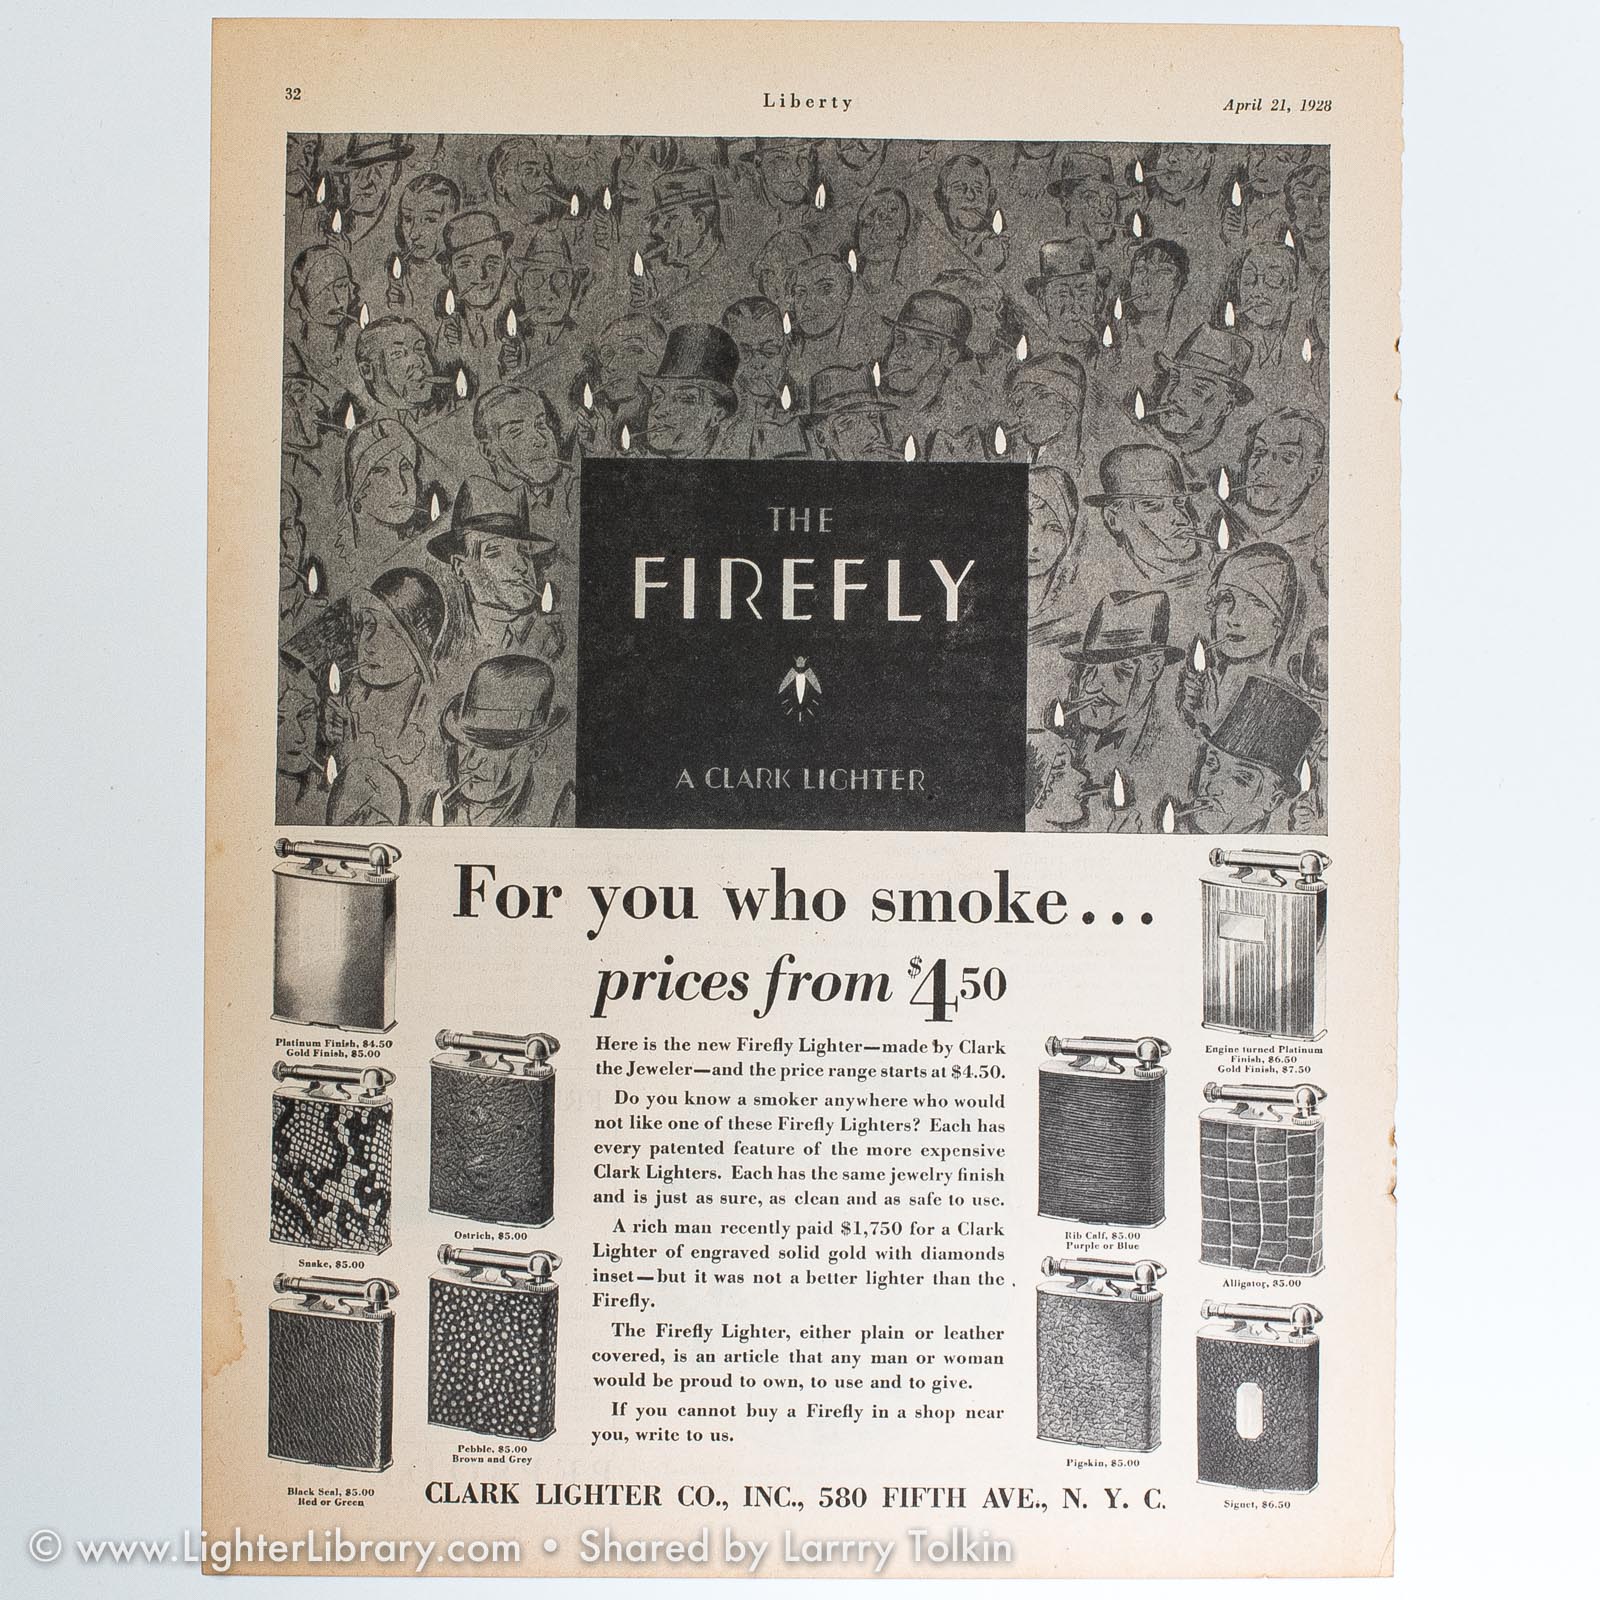 32
Liberty
April 21, 1928
THE
FIREFLY
A CLARK LIGHTER
For you who smoke...
prices from $4.50
Platinum Finish, $4.50
Gold Finish, $5.00
Snake, $5.00
Black Seal, $5.00
Red or Green
Ostrich, $5.00
Pebble, $5.00
Brown and Grey
Here is the new Firefly Lighter—made by Clark
the Jeweler—and the price range starts at $4.50.
Do you know a smoker anywhere who would
not like one of these Firefly Lighters? Each has
every patented feature of the more expensive
Clark Lighters. Each has the same jewelry finish
and is just as sure, as clean and as safe to use.
A rich man recently paid $1,750 for a Clark
Lighter of engraved solid gold with diamonds
inset—but it was not a better lighter than the
Firefly.
The Firefly Lighter, either plain or leather
covered, is an article that any man or woman
would be proud to own, to use and to give.
If you cannot buy a Firefly in a shop near
you, write to us.
Rib Calf, $5.00
Purple or Blue
Pigskin, $5.00
Engine turned Platinum
Finish, $6.50
Gold Finish, $7.50
Alligator, $5.00
Signet, $6.50
CLARK LIGHTER CO., INC., 580 FIFTH AVE., N. Y. C.
© www.LighterLibrary.com • Shared by Larrry Tolkin